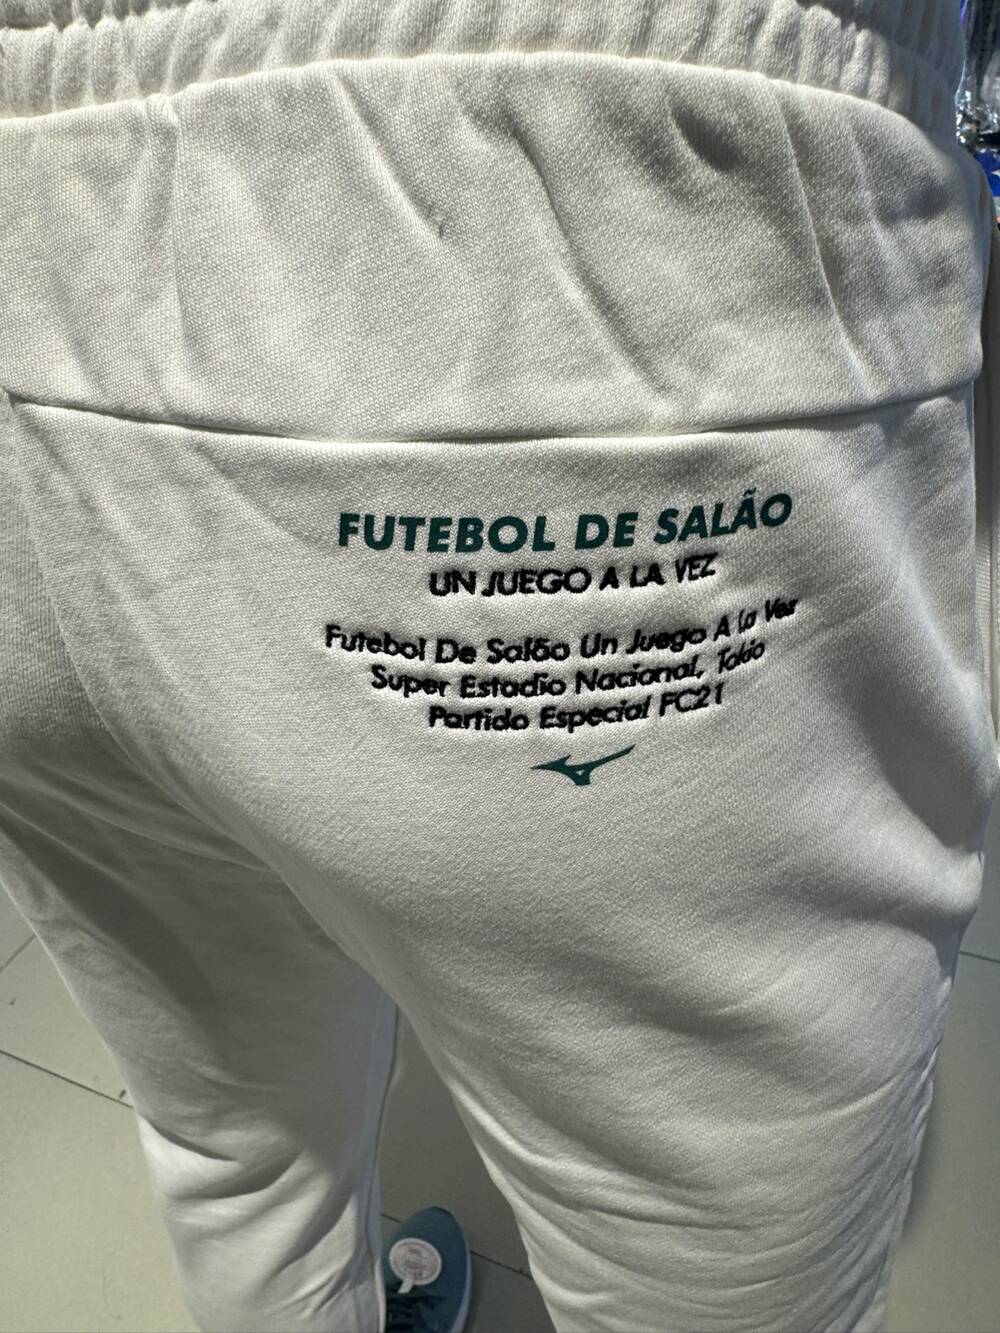 FUTEBOL DE SALÃO
UN JUEGO A LA VEZ
Futebol De Salão Un Juego A la Vez
Super Estadio Nacional, Tokio
Partido Especial FC21